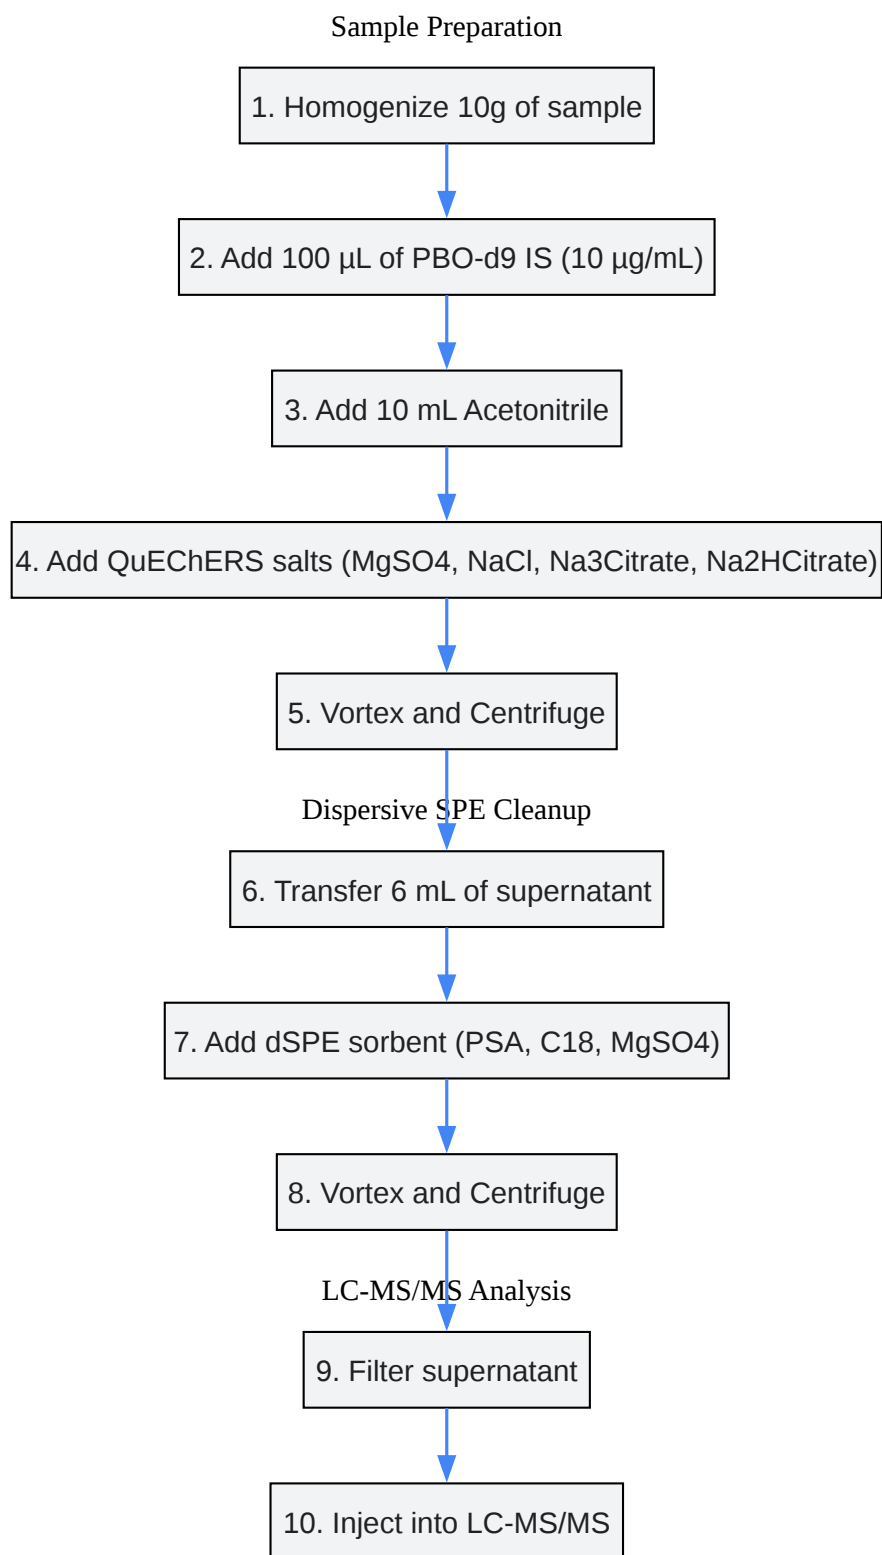 Sample Preparation
1. Homogenize 10g of sample
2. Add 100 µL of PBO-d9 IS (10 µg/mL)
3. Add 10 mL Acetonitrile
4. Add QuEChERS salts (MgSO4, NaCl, Na3Citrate, Na2HCitrate)
5. Vortex and Centrifuge
Dispersive SPE Cleanup
6. Transfer 6 mL of supernatant
7. Add dSPE sorbent (PSA, C18, MgSO4)
8. Vortex and Centrifuge
LC-MS/MS Analysis
9. Filter supernatant
10. Inject into LC-MS/MS